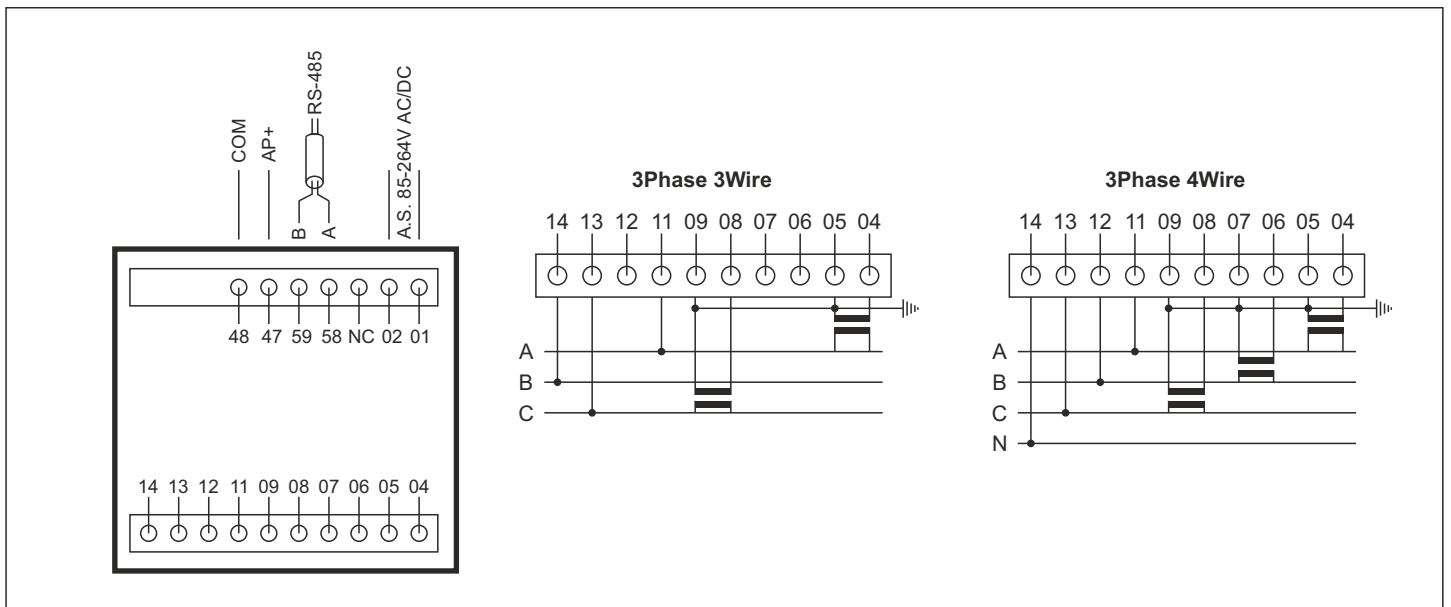 COM
AP+
RS-485
B
A
A.S. 85-264V AC/DC
48 47 59 58 NC 02 01
14 13 12 11 09 08 07 06 05 04
3Phase 3Wire
14 13 12 11 09 08 07 06 05 04
A
B
C
3Phase 4Wire
14 13 12 11 09 08 07 06 05 04
A
B
C
N